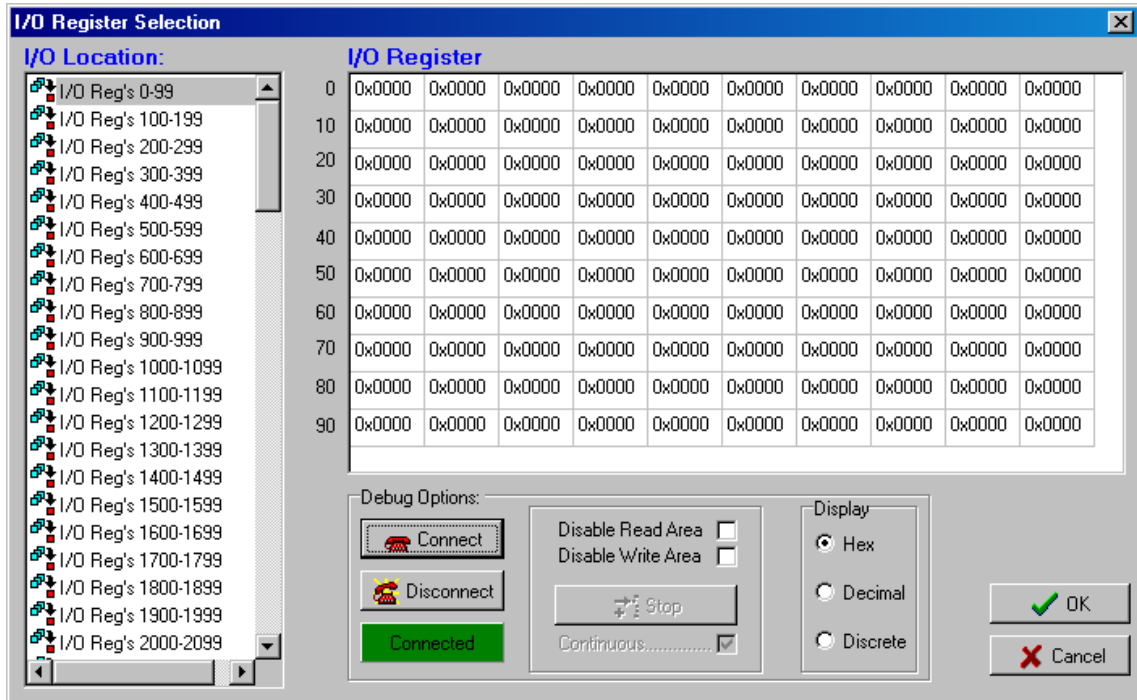 I/O Register Selection
I/O Location:
I/O Reg's 0-99
I/O Reg's 100-199
I/O Reg's 200-299
I/O Reg's 300-399
I/O Reg's 400-499
I/O Reg's 500-599
I/O Reg's 600-699
I/O Reg's 700-799
I/O Reg's 800-899
I/O Reg's 900-999
I/O Reg's 1000-1099
I/O Reg's 1100-1199
I/O Reg's 1200-1299
I/O Reg's 1300-1399
I/O Reg's 1400-1499
I/O Reg's 1500-1599
I/O Reg's 1600-1699
I/O Reg's 1700-1799
I/O Reg's 1800-1899
I/O Reg's 1900-1999
I/O Reg's 2000-2099
I/O Register
0 0x0000 0x0000 0x0000 0x0000 0x0000 0x0000 0x0000 0x0000 0x0000 0x0000
10 0x0000 0x0000 0x0000 0x0000 0x0000 0x0000 0x0000 0x0000 0x0000 0x0000
20 0x0000 0x0000 0x0000 0x0000 0x0000 0x0000 0x0000 0x0000 0x0000 0x0000
30 0x0000 0x0000 0x0000 0x0000 0x0000 0x0000 0x0000 0x0000 0x0000 0x0000
40 0x0000 0x0000 0x0000 0x0000 0x0000 0x0000 0x0000 0x0000 0x0000 0x0000
50 0x0000 0x0000 0x0000 0x0000 0x0000 0x0000 0x0000 0x0000 0x0000 0x0000
60 0x0000 0x0000 0x0000 0x0000 0x0000 0x0000 0x0000 0x0000 0x0000 0x0000
70 0x0000 0x0000 0x0000 0x0000 0x0000 0x0000 0x0000 0x0000 0x0000 0x0000
80 0x0000 0x0000 0x0000 0x0000 0x0000 0x0000 0x0000 0x0000 0x0000 0x0000
90 0x0000 0x0000 0x0000 0x0000 0x0000 0x0000 0x0000 0x0000 0x0000 0x0000
Debug Options:
Connect
Disconnect
Connected
Disable Read Area
Disable Write Area
Stop
Continuous..............
Display
Hex
Decimal
Discrete
OK
Cancel